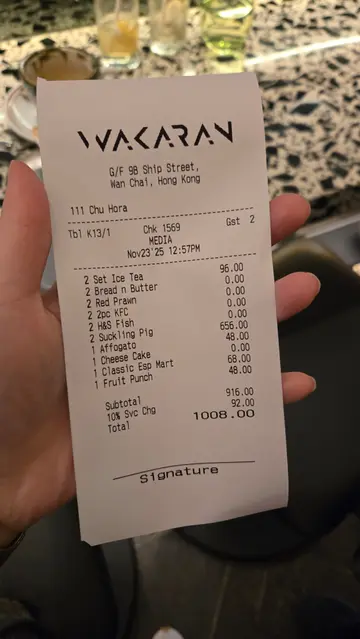 WAKARAN
G/F 9B Ship Street,
Wan Chai, Hong Kong
111 Chu Hora
Tbl K13/1 Chk 1569 Gst 2
MEDIA
Nov23'25 12:57PM
2 Set Ice Tea 96.00
2 Bread n Butter 0.00
2 Red Prawn 0.00
2 2pc KFC 0.00
2 H&S Fish 0.00
2 Suckling Pig 656.00
1 Affogato 48.00
1 Cheese Cake 0.00
1 Classic Esp Mart 68.00
1 Fruit Punch 48.00
Subtotal 916.00
10% Svc Chg 92.00
Total 1008.00
Signature